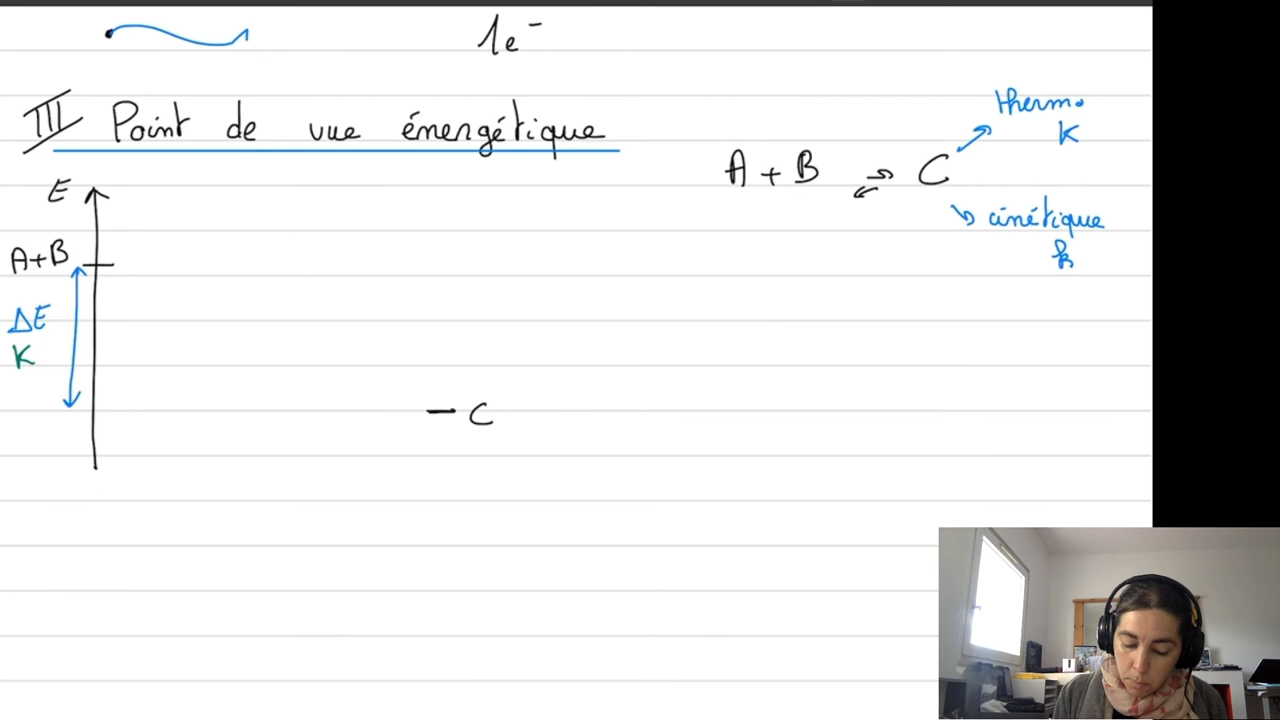 1e⁻
III Point de vue énergétique
thermo
K
A + B ⇌ C
cinétique
k
E
A+B
ΔE
K
C